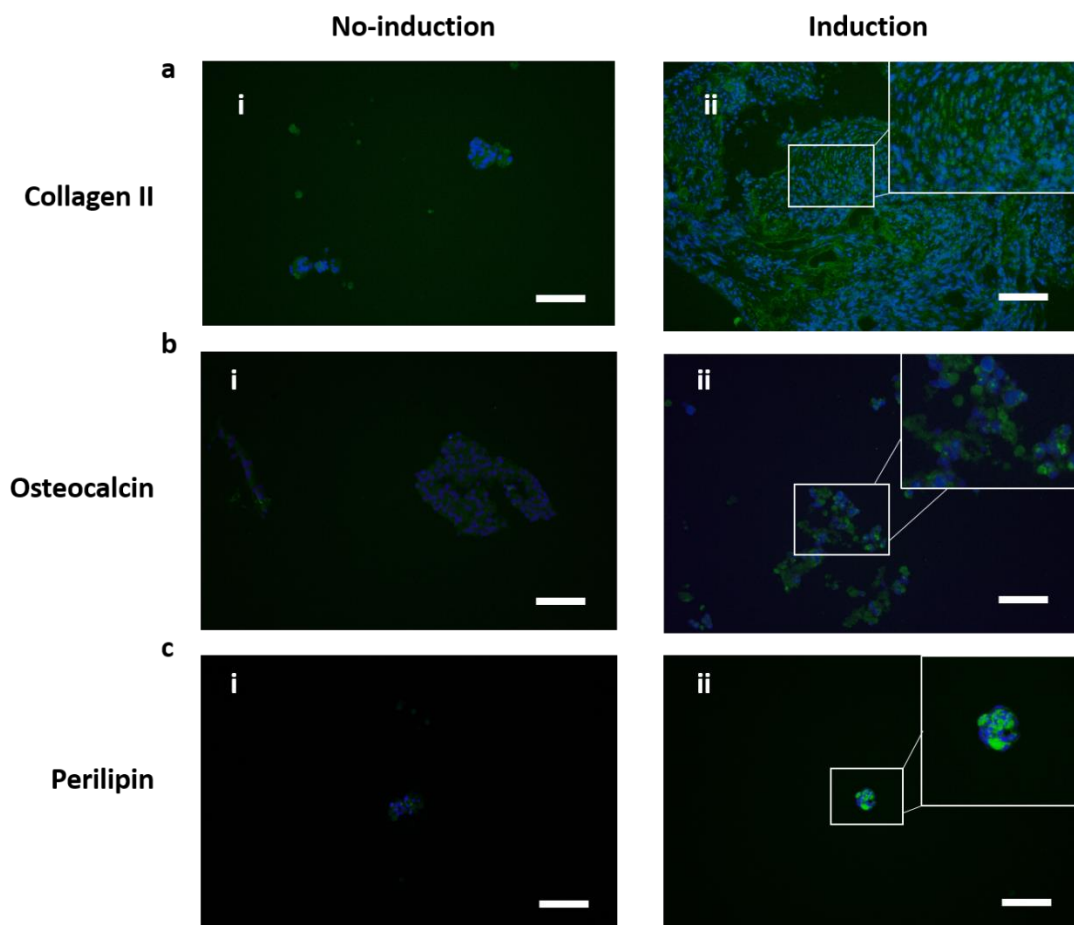 No-induction Induction
a
i ii
Collagen II
b
i ii
Osteocalcin
c
i ii
Perilipin